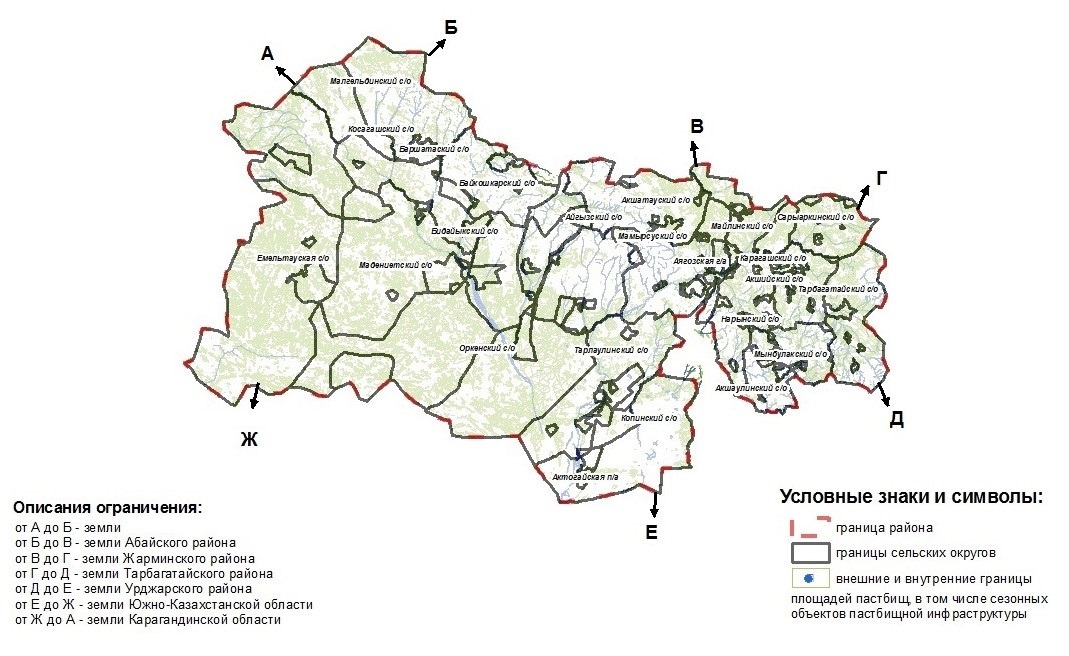 Б
А
Малгельбинский с/о
Косагашский с/о
Баршатаский с/о
В
Байкошкарский с/о
Г
Акшатауский с/о
Айгызский с/о
Сарыаркинский с/о
Майлинский с/о
Бидайыкский с/о
Мамырсуский с/о
Емельтауская с/о
Мадениетский с/о
Аягозская г/а
Карагашский с/о
Акшийский с/о
Тарбагатайский с/о
Нарынский с/о
Оркенский с/о
Тарлаулинский с/о
Мынбулакский с/о
Акшаулинский с/о
Копинский с/о
Д
Ж
Актогайская п/а
Е
Описания ограничения:
от А до Б - земли
от Б до В - земли Абайского района
от В до Г - земли Жарминского района
от Г до Д - земли Тарбагатайского района
от Д до Е - земли Урджарского района
от Е до Ж - земли Южно-Казахстанской области
от Ж до А - земли Карагандинской области
Условные знаки и символы:
граница района
границы сельских округов
внешние и внутренние границы
площадей пастбищ, в том числе сезонных
объектов пастбищной инфраструктуры